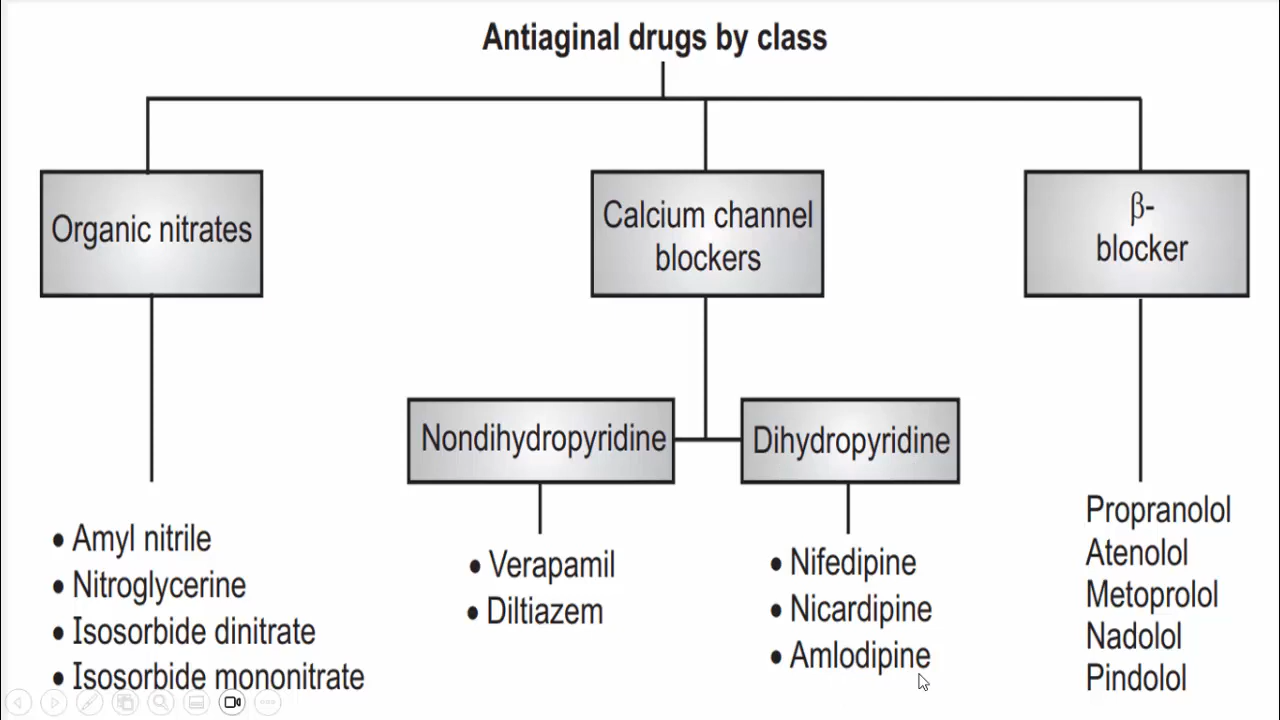 Antiaginal drugs by class
Organic nitrates
Calcium channel
blockers
β-
blocker
Nondihydropyridine
Dihydropyridine
• Amyl nitrile
• Nitroglycerine
• Isosorbide dinitrate
• Isosorbide mononitrate
• Verapamil
• Diltiazem
• Nifedipine
• Nicardipine
• Amlodipine
Propranolol
Atenolol
Metoprolol
Nadolol
Pindolol